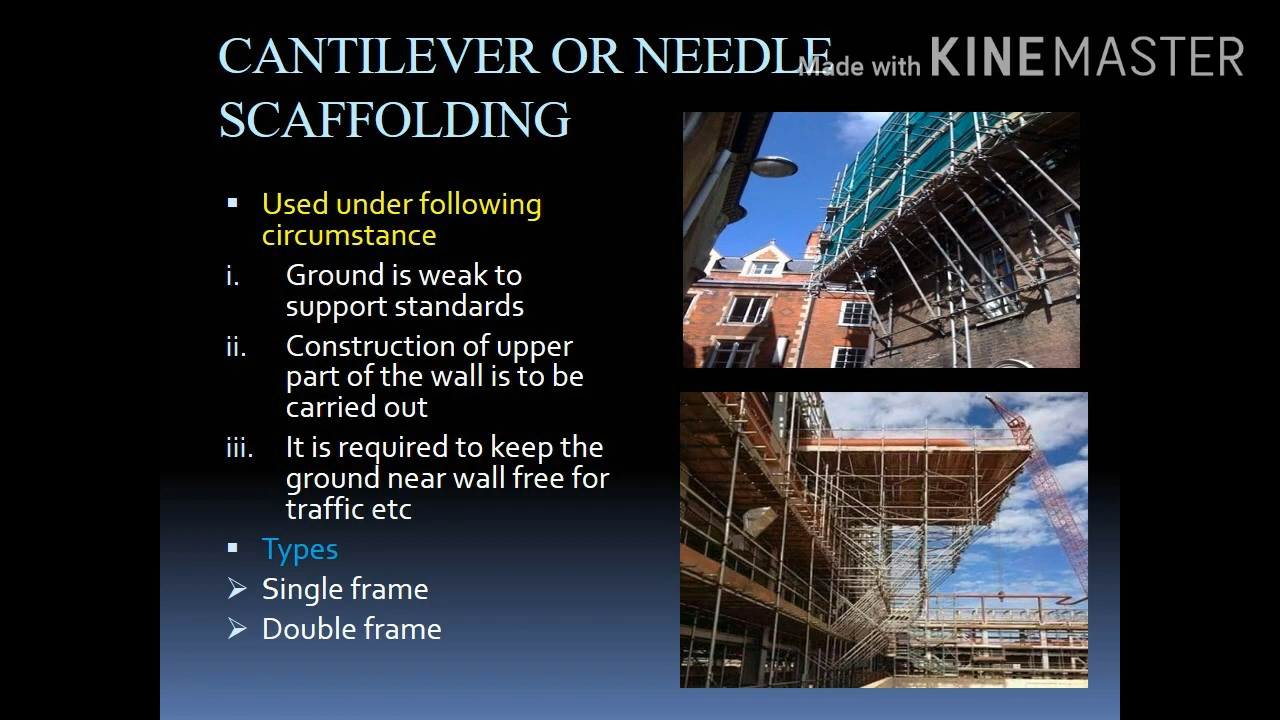 CANTILEVER OR NEEDLE
Made with KINEMASTER
SCAFFOLDING
▪ Used under following
circumstance
i. Ground is weak to
support standards
ii. Construction of upper
part of the wall is to be
carried out
iii. It is required to keep the
ground near wall free for
traffic etc
▪ Types
➢ Single frame
➢ Double frame